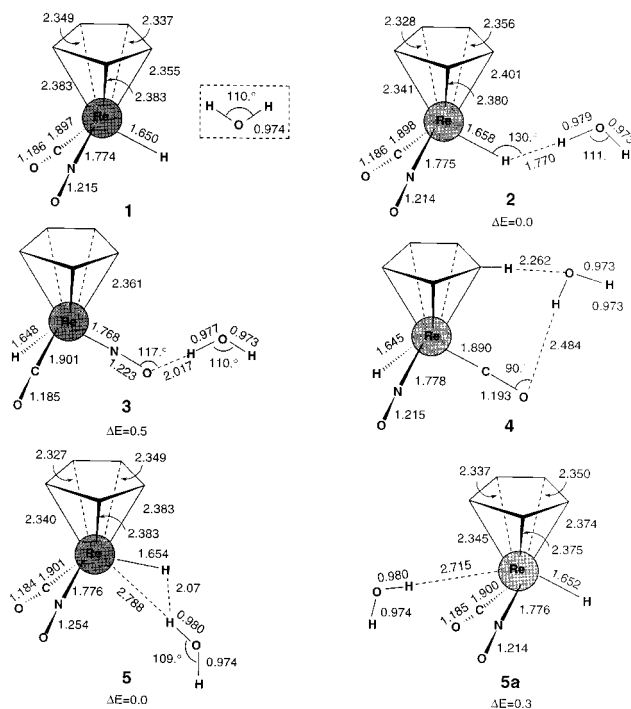 2.349 2.337
2.355
2.383 2.383
Re
1.186 1.897 1.650
O C 1.774 H
N
1.215
O
1
110.°
H H
O 0.974
2.328 2.356
2.401
2.341 2.380
Re
1.186 1.898 1.658 130. 0.979 O 0.973
O C 1.775 H 1.770 H 111. H
N
1.214
O
2
ΔE=0.0
2.361
Re
1.648 1.768 0.977 O 0.973
H N 117.° H H
1.901 1.223 O 2.017 110.°
C
1.185
O
3
ΔE=0.5
H 2.262 O 0.973
H
H 0.973
Re
1.645 1.890 2.484
H 90.
1.778 C
N 1.193 O
1.215
O
4
2.327 2.349
2.383
2.340 2.383
Re 1.654
1.184 1.901 H
O C 1.776 2.07
N 2.788
1.254 H 0.980
O 109.° O 0.974
H
5
ΔE=0.0
2.337 2.350
2.374
2.345 2.375
Re
0.980 H 2.715 1.652
O 1.185 1.900 H
0.974 O C 1.776
H N
1.214
O
5a
ΔE=0.3